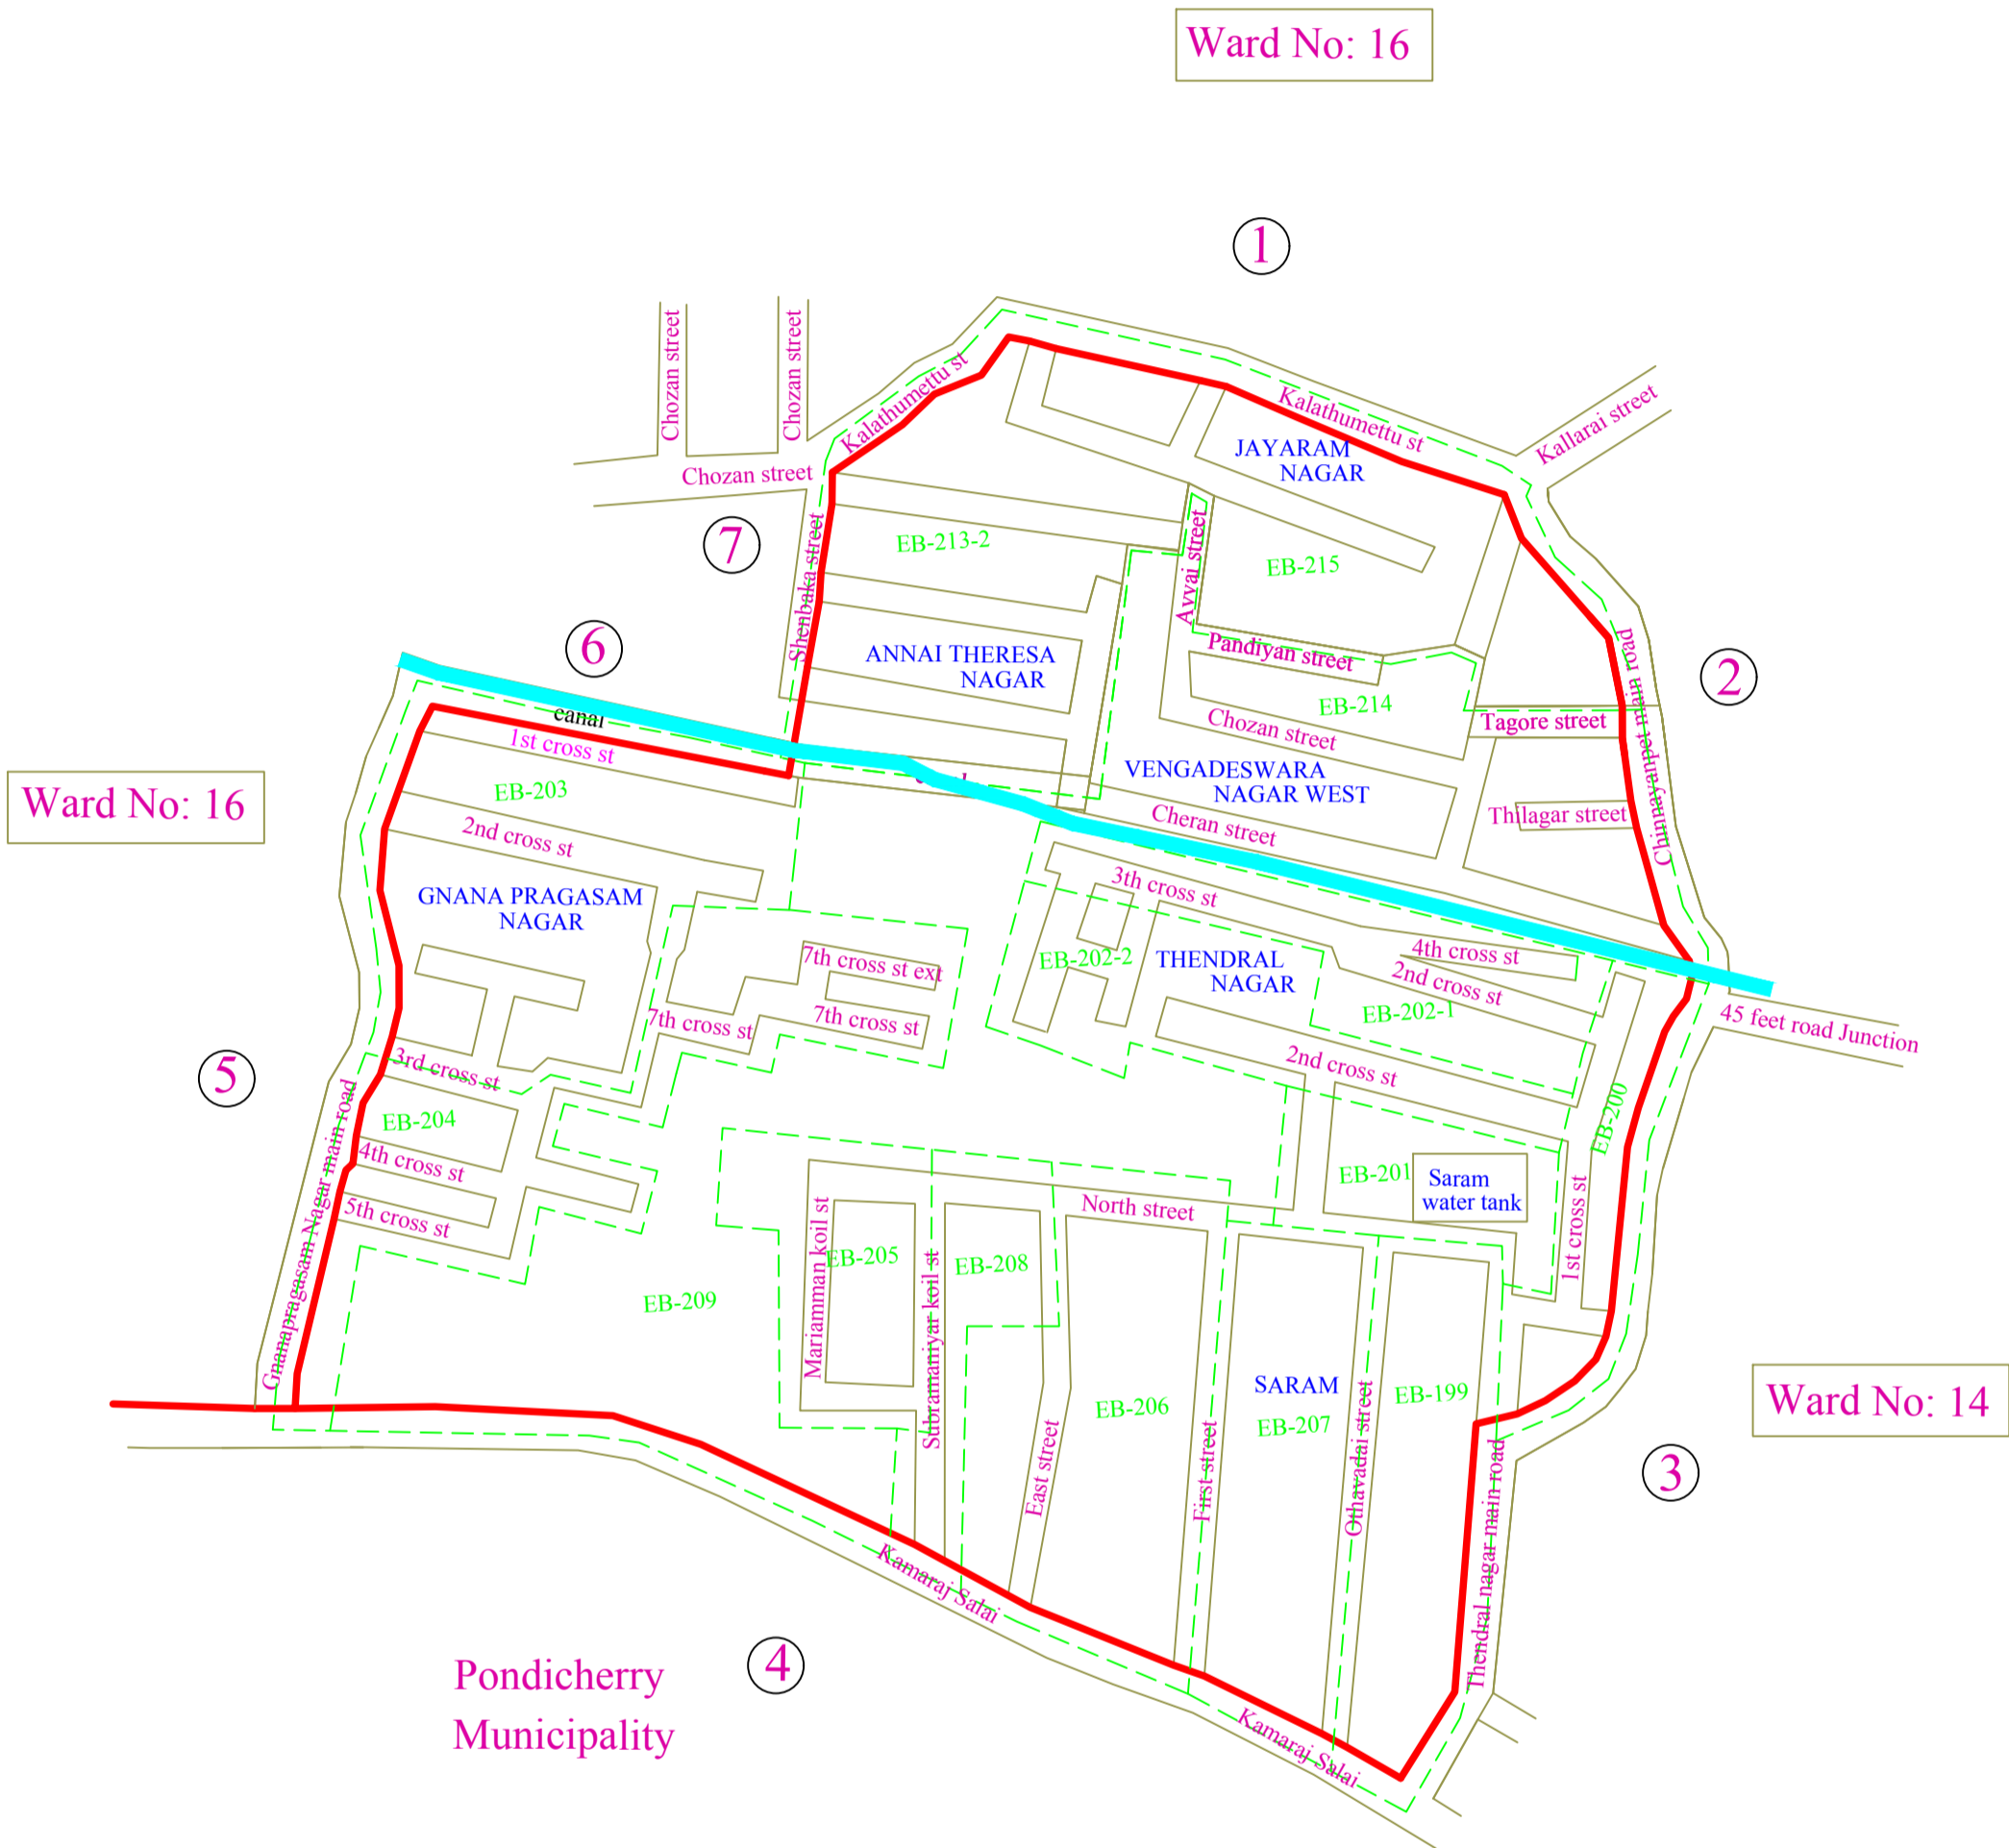 Ward No: 16
1
Chozan street
Chozan street
Kalathumettu st
Kalathumettu st
Kallarai street
JAYARAM
NAGAR
Chozan street
7
Shenbaka street
EB-213-2
Avvai street
EB-215
6
ANNAI THERESA
NAGAR
Pandiyan street
Chinnayanpet main road
2
EB-214
canal
1st cross st
Chozan street
Tagore street
Ward No: 16
EB-203
VENGADESWARA
NAGAR WEST
Cheran street
Thilagar street
2nd cross st
GNANA PRAGASAM
NAGAR
3th cross st
7th cross st ext
EB-202-2
THENDRAL
NAGAR
4th cross st
2nd cross st
7th cross st
7th cross st
EB-202-1
45 feet road Junction
5
3rd cross st
2nd cross st
EB-204
EB-200
4th cross st
EB-201
Saram
water tank
Gnanapragasam Nagar main road
5th cross st
North street
1st cross st
Mariamman koil st
EB-205
Subramaniyar koil st
EB-208
EB-209
SARAM
EB-206
EB-207
EB-199
Ward No: 14
East street
First street
Othavadai street
Thendral nagar main road
3
Kamaraj Salai
4
Pondicherry
Municipality
Kamaraj Salai